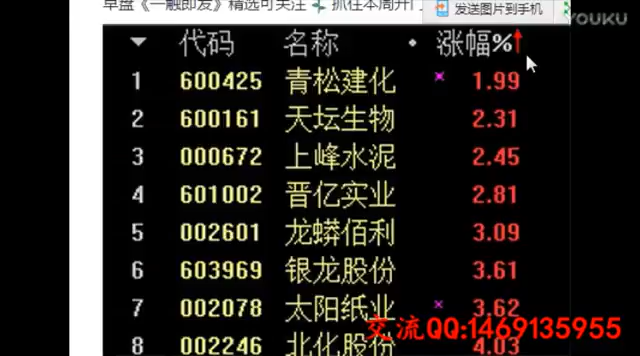 早盘《一触即发》精选可关注 抓住本周开门
发送图片到手机
YOUKU
代码 名称 涨幅%↑
1 600425 青松建化 1.99
2 600161 天坛生物 2.31
3 000672 上峰水泥 2.45
4 601002 晋亿实业 2.81
5 002601 龙蟒佰利 3.09
6 603969 银龙股份 3.61
7 002078 太阳纸业 3.62
交流QQ:1469135955
8 002246 北化股份 4.03